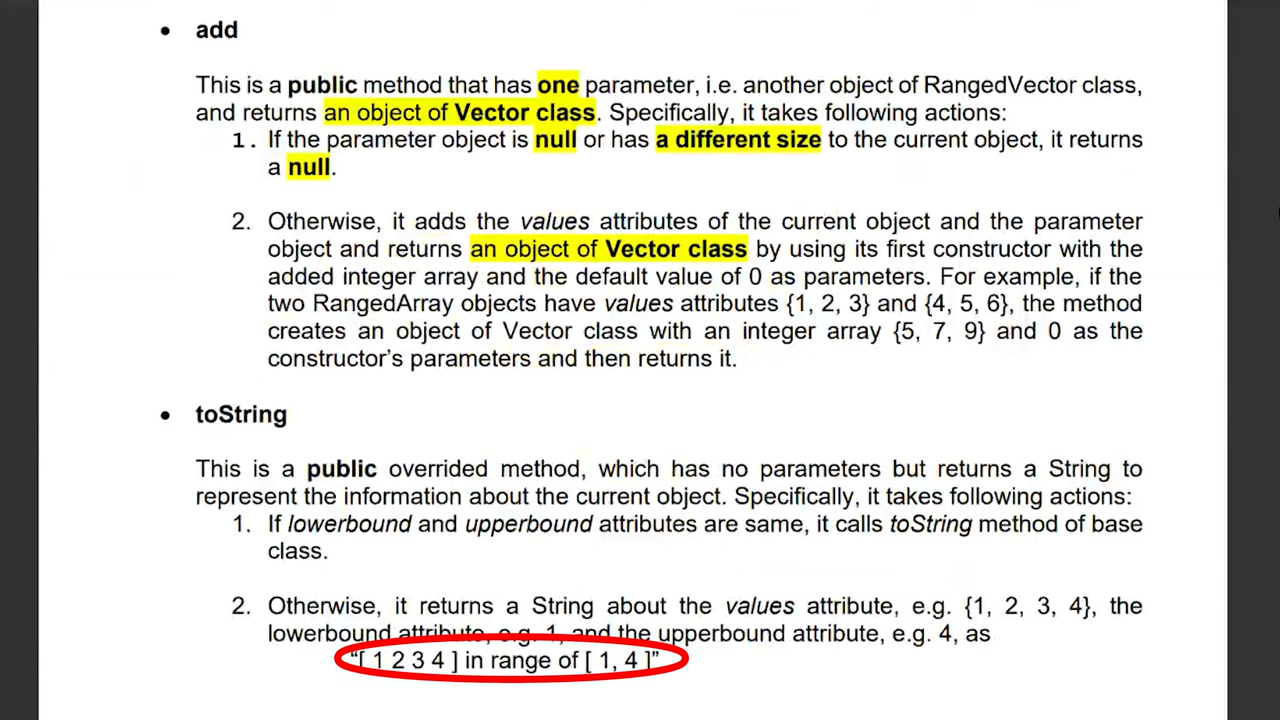 • add
This is a public method that has one parameter, i.e. another object of RangedVector class,
and returns an object of Vector class. Specifically, it takes following actions:
1. If the parameter object is null or has a different size to the current object, it returns
a null.
2. Otherwise, it adds the values attributes of the current object and the parameter
object and returns an object of Vector class by using its first constructor with the
added integer array and the default value of 0 as parameters. For example, if the
two RangedArray objects have values attributes {1, 2, 3} and {4, 5, 6}, the method
creates an object of Vector class with an integer array {5, 7, 9} and 0 as the
constructor's parameters and then returns it.
• toString
This is a public overrided method, which has no parameters but returns a String to
represent the information about the current object. Specifically, it takes following actions:
1. If lowerbound and upperbound attributes are same, it calls toString method of base
class.
2. Otherwise, it returns a String about the values attribute, e.g. {1, 2, 3, 4}, the
lowerbound attribute, e.g. 1, and the upperbound attribute, e.g. 4, as
“[ 1 2 3 4 ] in range of [ 1, 4 ]”